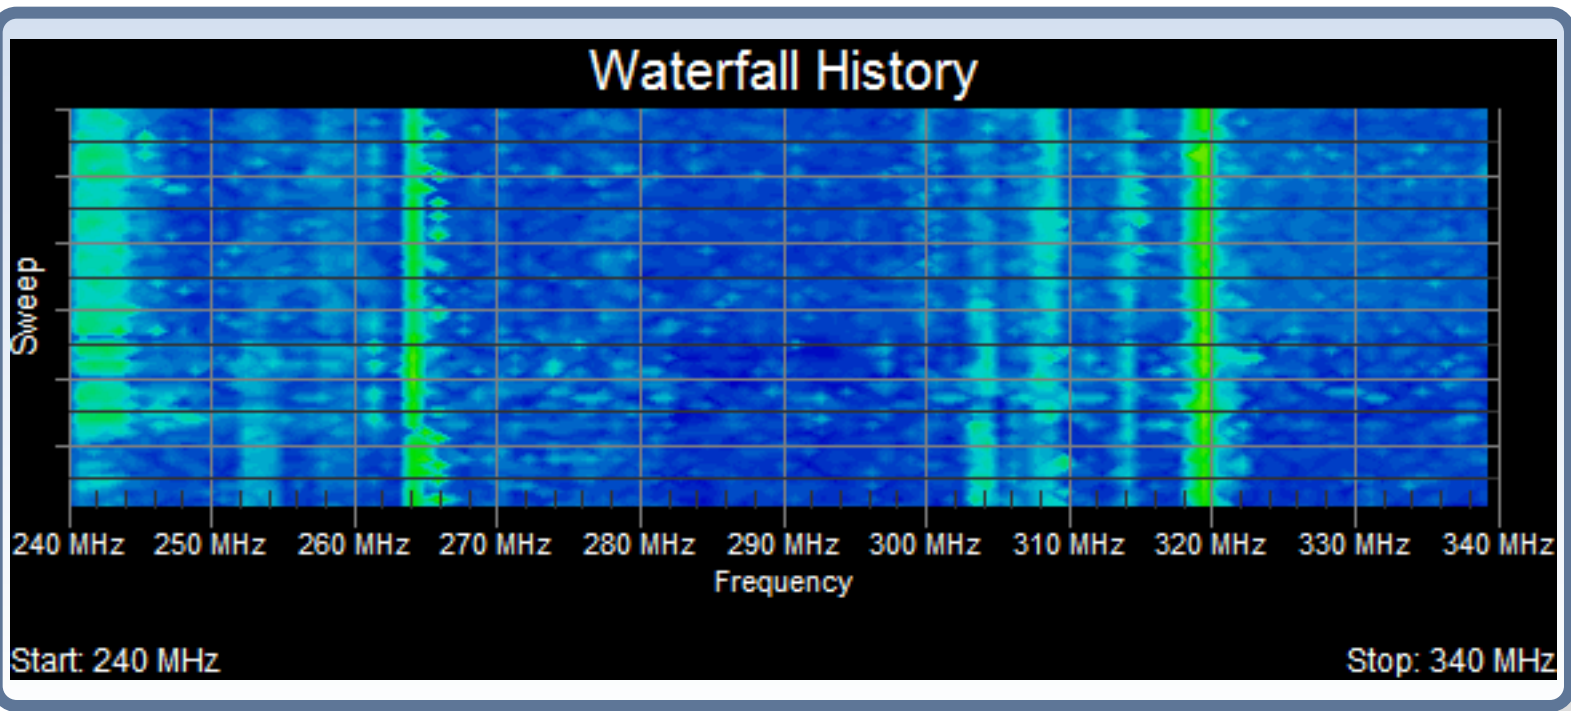 Waterfall History
Sweep
240 MHz 250 MHz 260 MHz 270 MHz 280 MHz 290 MHz 300 MHz 310 MHz 320 MHz 330 MHz 340 MHz
Frequency
Start: 240 MHz Stop: 340 MHz